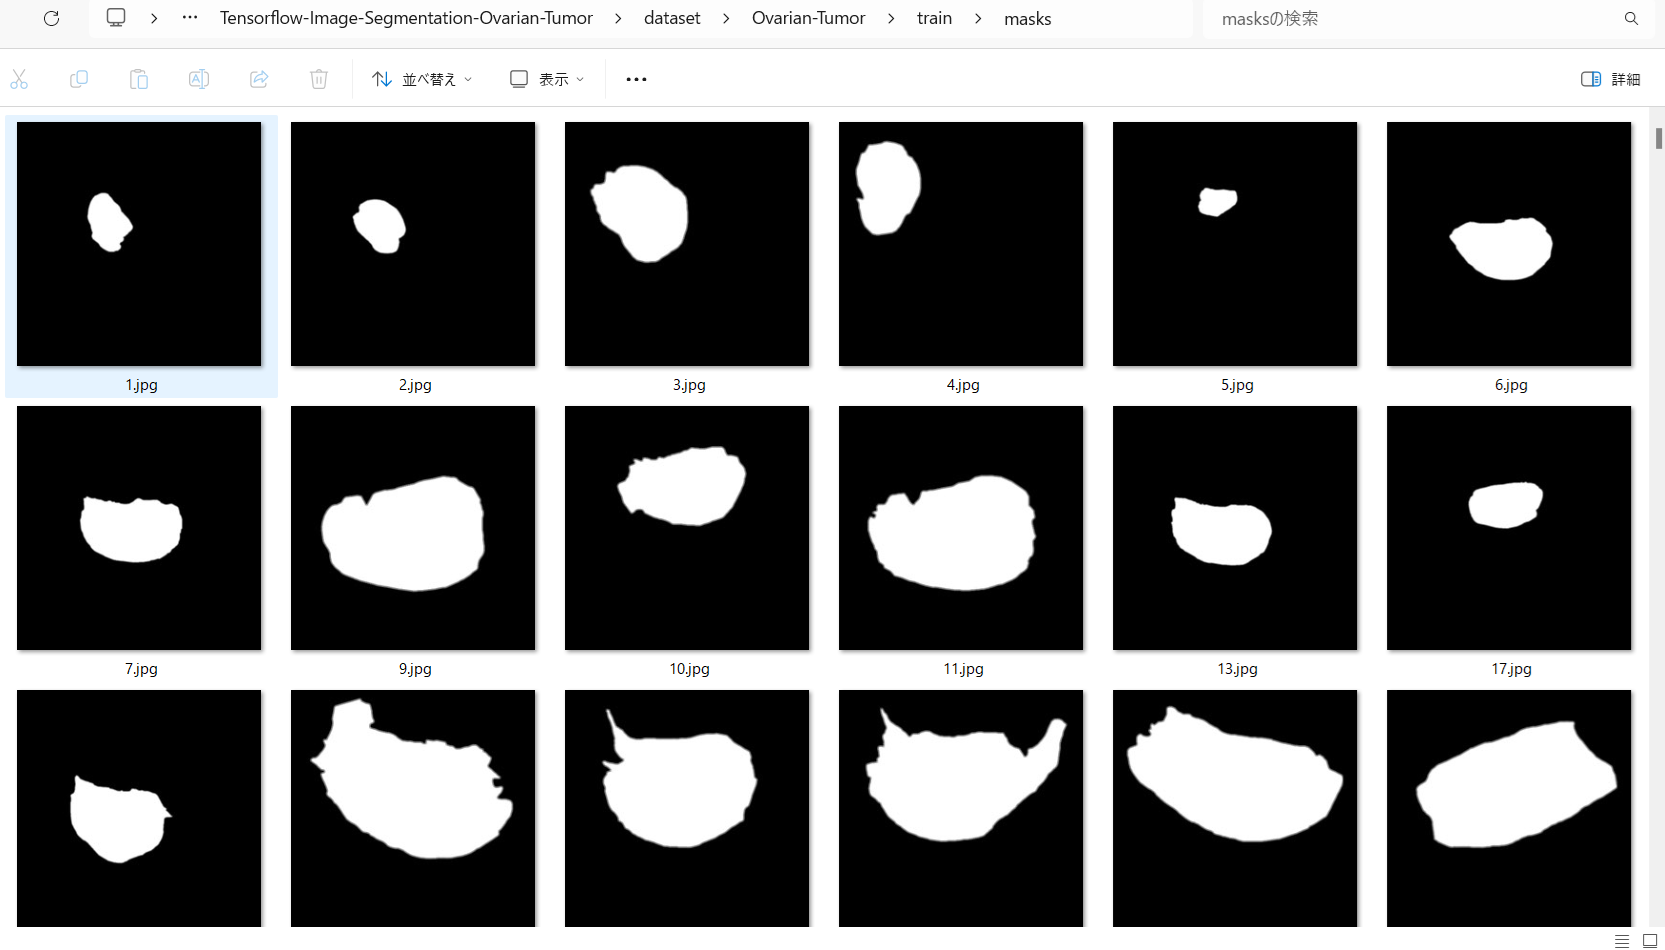 Tensorflow-Image-Segmentation-Ovarian-Tumor > dataset > Ovarian-Tumor > train > masks
masksの検索
並べ替え
表示
詳細
1.jpg
2.jpg
3.jpg
4.jpg
5.jpg
6.jpg
7.jpg
9.jpg
10.jpg
11.jpg
13.jpg
17.jpg